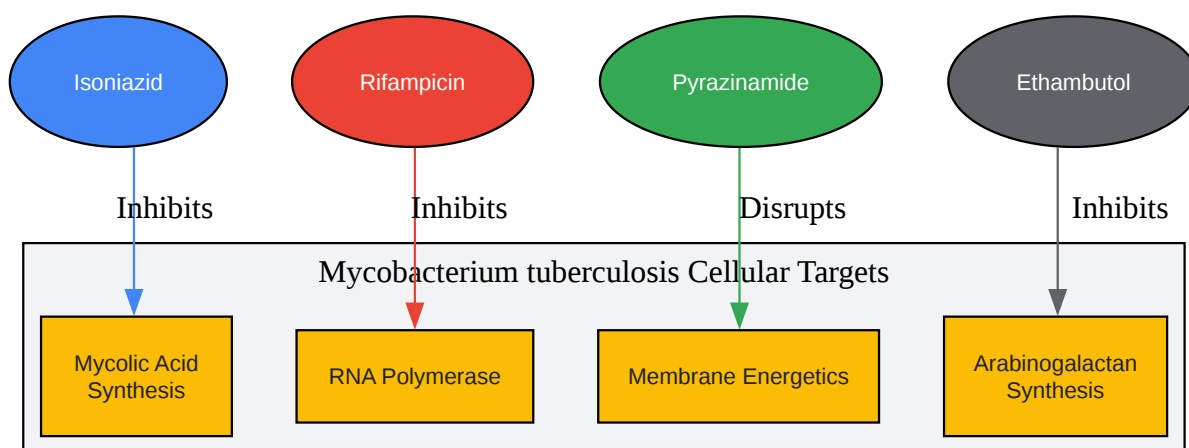 Isoniazid
Rifampicin
Pyrazinamide
Ethambutol
Inhibits
Inhibits
Disrupts
Inhibits
Mycobacterium tuberculosis Cellular Targets
Mycolic Acid
Synthesis
RNA Polymerase
Membrane Energetics
Arabinogalactan
Synthesis